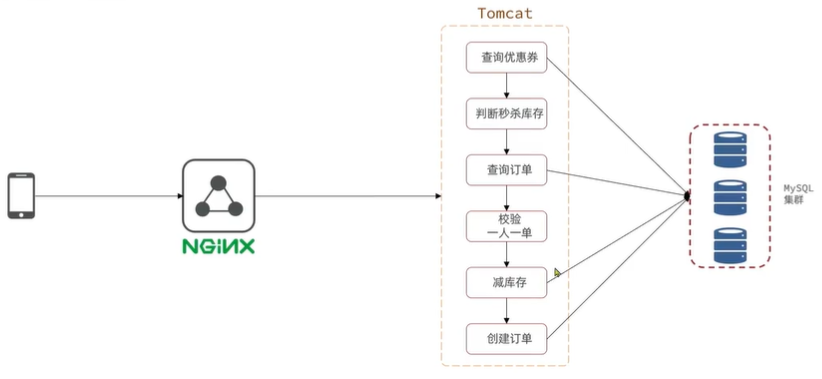 Tomcat
查询优惠券
判断秒杀库存
查询订单
校验
一人一单
减库存
创建订单
NGINX
MySQL
集群